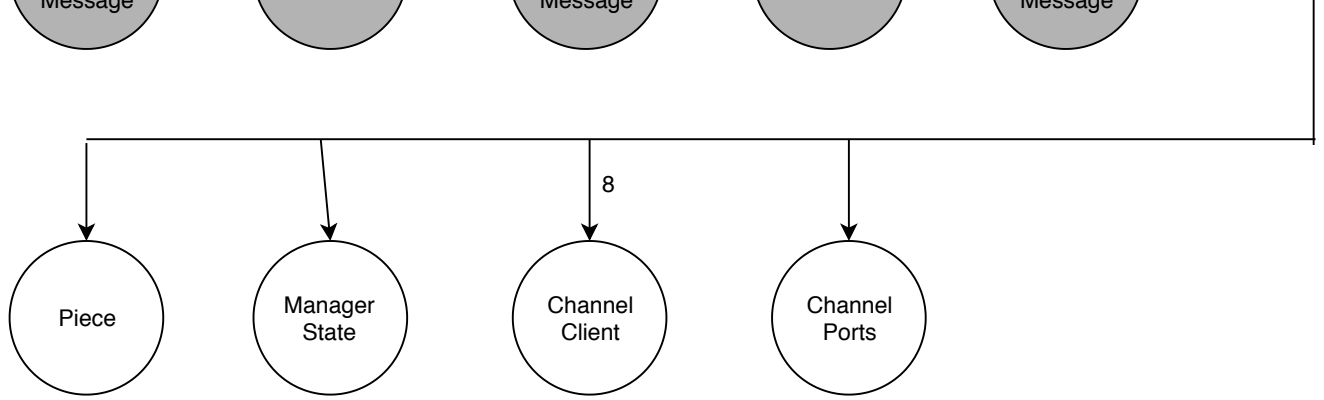 Message
Message
Message
8
Piece
Manager
State
Channel
Client
Channel
Ports